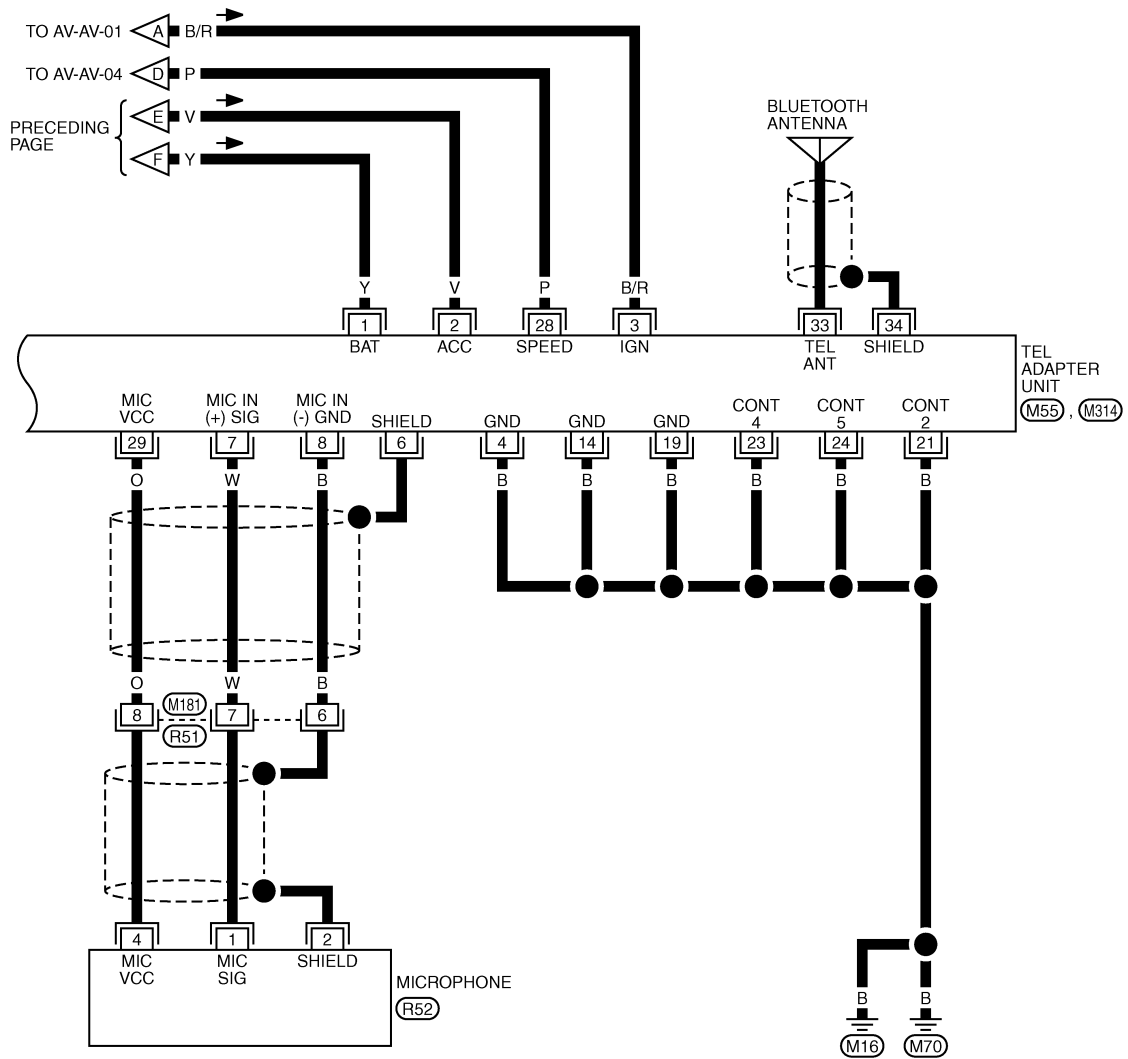 TO AV-AV-01 A B/R
TO AV-AV-04 D P
PRECEDING
PAGE
E V
F Y
BLUETOOTH
ANTENNA
Y V P B/R
1 2 28 3 33 34
BAT ACC SPEED IGN TEL
ANT SHIELD
TEL
ADAPTER
UNIT
M55 , M314
MIC
VCC
MIC IN
(+) SIG
MIC IN
(-) GND
SHIELD
GND
GND
GND
CONT
4
CONT
5
CONT
2
29 7 8 6 4 14 19 23 24 21
O W B B B B B B B
O W B
M181
8 7 6
R51
4 1 2
MIC
VCC
MIC
SIG
SHIELD
MICROPHONE
R52
B B
M16 M70